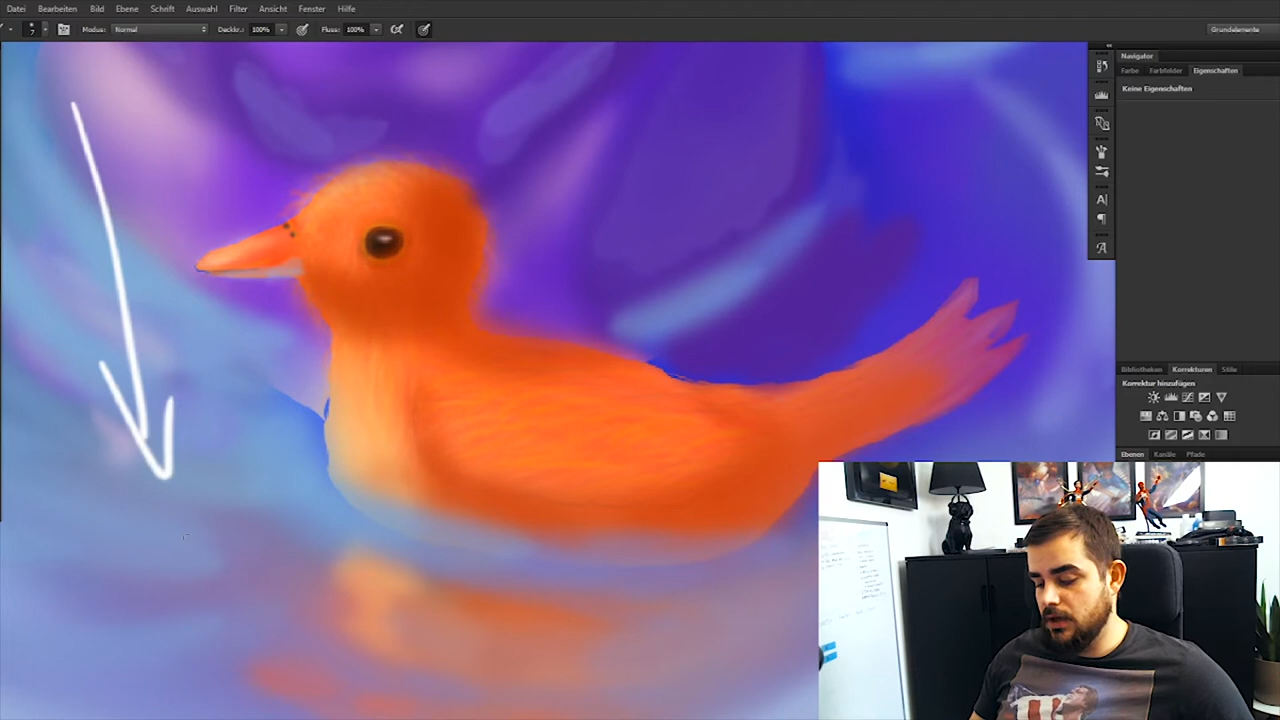 Datei Bearbeiten Bild Ebene Schrift Auswahl Filter Ansicht Fenster Hilfe
7 Modus: Normal Deckkr.: 100% Fluss: 100% Grundelemente
Navigator
Farbe Farbfelder Eigenschaften
Keine Eigenschaften
Bibliotheken Korrekturen Stile
Korrektur hinzufügen
Ebenen Kanäle Pfade